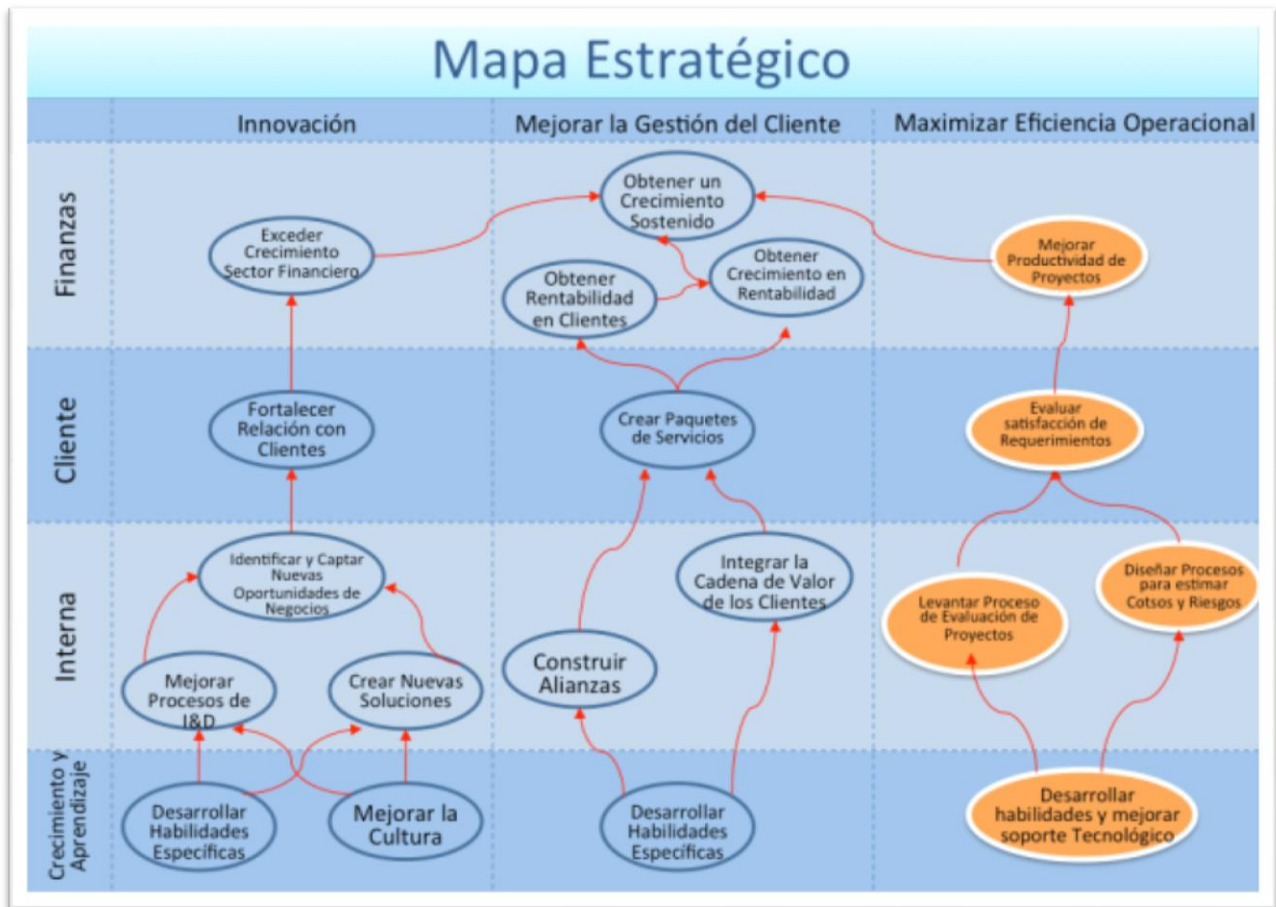 Mapa Estratégico
Innovación
Mejorar la Gestión del Cliente
Maximizar Eficiencia Operacional
Finanzas
Exceder
Crecimiento
Sector Financiero
Obtener un
Crecimiento
Sostenido
Obtener
Rentabilidad
en Clientes
Obtener
Crecimiento en
Rentabilidad
Mejorar
Productividad de
Proyectos
Cliente
Fortalecer
Relación con
Clientes
Crear Paquetes
de Servicios
Evaluar
satisfacción de
Requerimientos
Interna
Identificar y Captar
Nuevas
Oportunidades de
Negocios
Mejorar
Procesos de
I&D
Crear Nuevas
Soluciones
Construir
Alianzas
Integrar la
Cadena de Valor
de los Clientes
Levantar Proceso
de Evaluación de
Proyectos
Diseñar Procesos
para estimar
Cotsos y Riesgos
Crecimiento y
Aprendizaje
Desarrollar
Habilidades
Específicas
Mejorar la
Cultura
Desarrollar
Habilidades
Específicas
Desarrollar
habilidades y mejorar
soporte Tecnológico